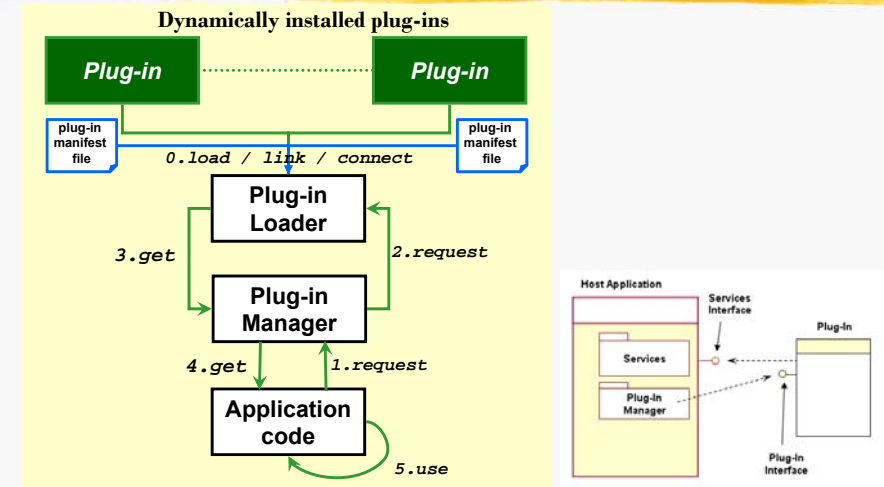 Dynamically installed plug-ins
Plug-in
Plug-in
plug-in
manifest
file
plug-in
manifest
file
0.load / link / connect
Plug-in
Loader
3.get
2.request
Plug-in
Manager
4.get
1.request
Application
code
5.use
Host Application
Services
Interface
Plug-In
Services
Plug-In
Manager
Plug-In
Interface